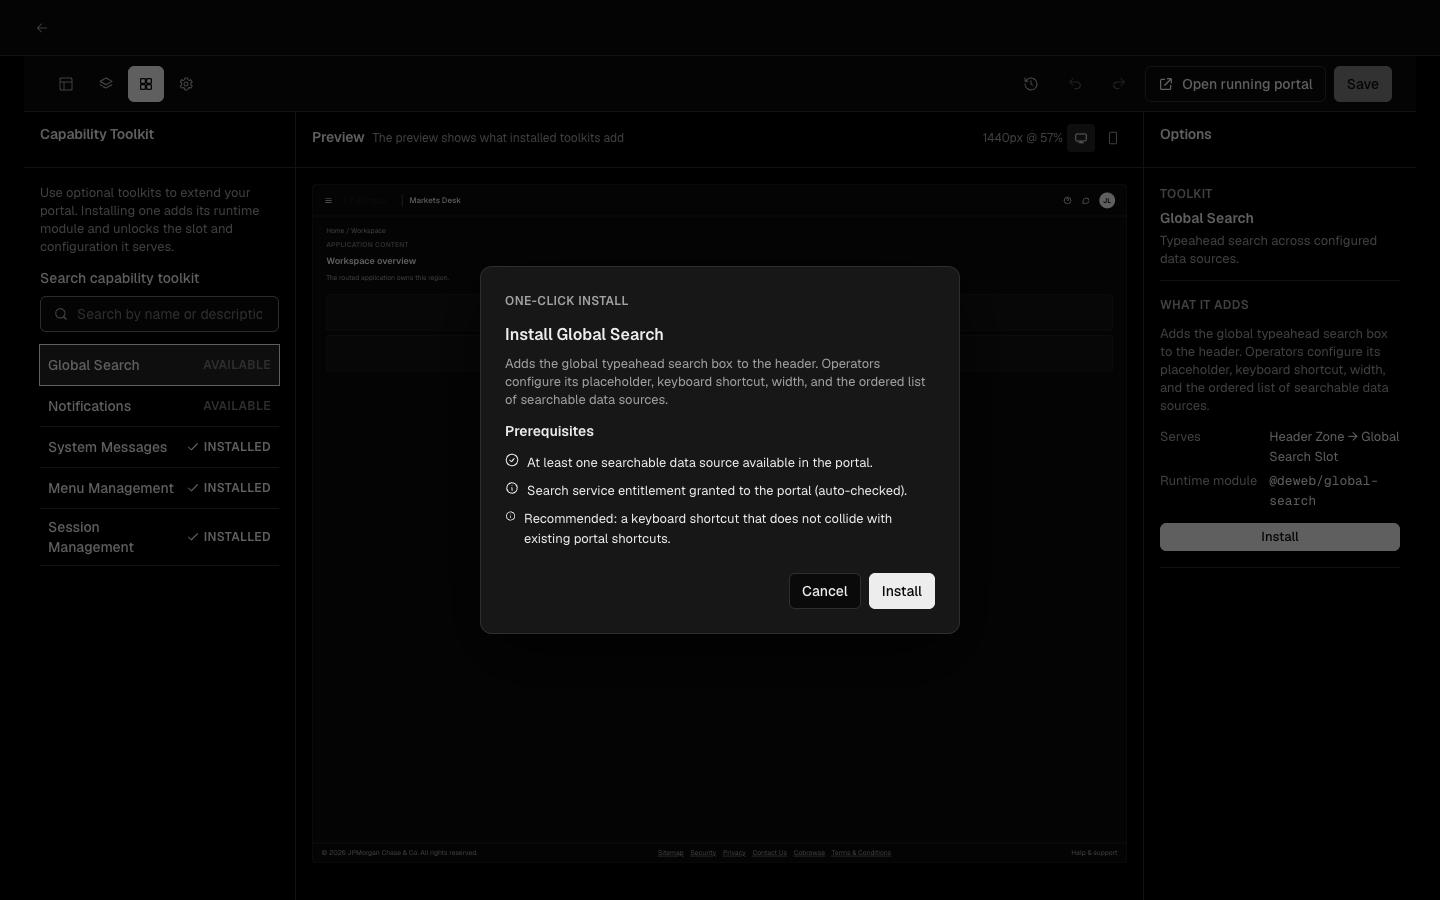 Open running portal
Save
Capability Toolkit
Preview The preview shows what installed toolkits add
1440px @ 57%
Options
Use optional toolkits to extend your
portal. Installing one adds its runtime
module and unlocks the slot and
configuration it serves.
Search capability toolkit
Search by name or descriptic
Global Search AVAILABLE
Notifications AVAILABLE
System Messages INSTALLED
Menu Management INSTALLED
Session
Management INSTALLED
Markets Desk
JL
Home / Workspace
APPLICATION CONTENT
Workspace overview
The routed application owns this region.
ONE-CLICK INSTALL
Install Global Search
Adds the global typeahead search box to the header. Operators
configure its placeholder, keyboard shortcut, width, and the ordered list
of searchable data sources.
Prerequisites
At least one searchable data source available in the portal.
Search service entitlement granted to the portal (auto-checked).
Recommended: a keyboard shortcut that does not collide with
existing portal shortcuts.
Cancel
Install
© 2026 JPMorgan Chase & Co. All rights reserved.
Sitemap Security Privacy Contact Us Cobrowse Terms & Conditions
Help & support
TOOLKIT
Global Search
Typeahead search across configured
data sources.
WHAT IT ADDS
Adds the global typeahead search box
to the header. Operators configure its
placeholder, keyboard shortcut, width,
and the ordered list of searchable data
sources.
Serves Header Zone → Global
Search Slot
Runtime module @deweb/global-
search
Install